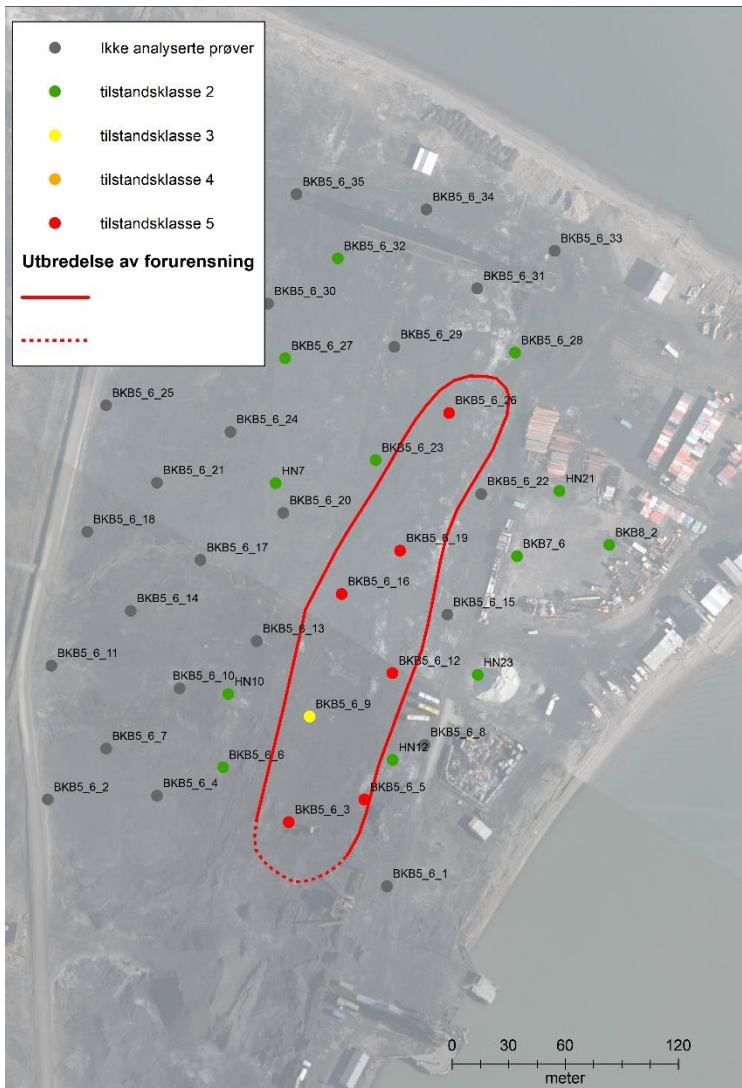 Ikke analyserte prøver
tilstandsklasse 2
tilstandsklasse 3
tilstandsklasse 4
tilstandsklasse 5
Utbredelse av forurensning
BKB5_6_35
BKB5_6_34
BKB5_6_32
BKB5_6_33
BKB5_6_31
BKB5_6_30
BKB5_6_29
BKB5_6_28
BKB5_6_27
BKB5_6_25
BKB5_6_26
BKB5_6_24
BKB5_6_23
BKB5_6_21
HN7
BKB5_6_22
HN21
BKB5_6_20
BKB5_6_18
BKB5_6_19
BKB7_6
BKB8_2
BKB5_6_17
BKB5_6_16
BKB5_6_14
BKB5_6_15
BKB5_6_13
BKB5_6_11
BKB5_6_12
HN23
BKB5_6_10
HN10
BKB5_6_9
BKB5_6_7
BKB5_6_8
HN12
BKB5_6_6
BKB5_6_2
BKB5_6_4
BKB5_6_5
BKB5_6_3
BKB5_6_1
0 30 60 120
meter